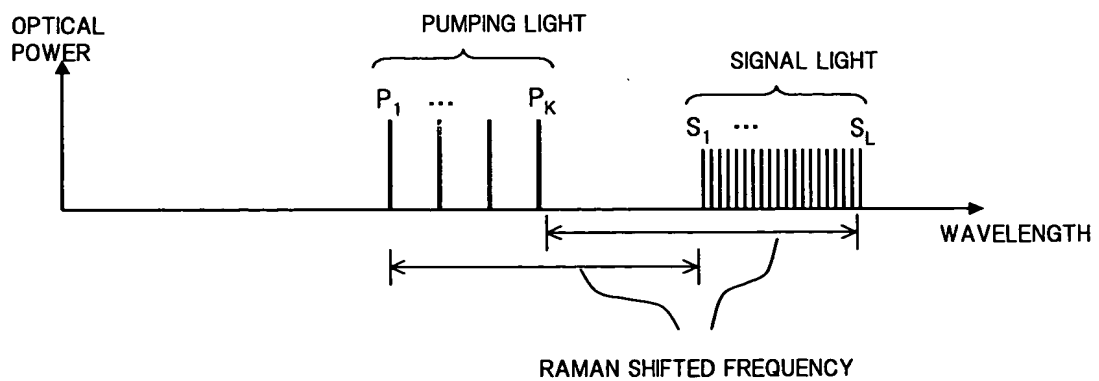 OPTICAL
POWER
PUMPING LIGHT
SIGNAL LIGHT
P1 ... PK
S1 ... SL
WAVELENGTH
RAMAN SHIFTED FREQUENCY